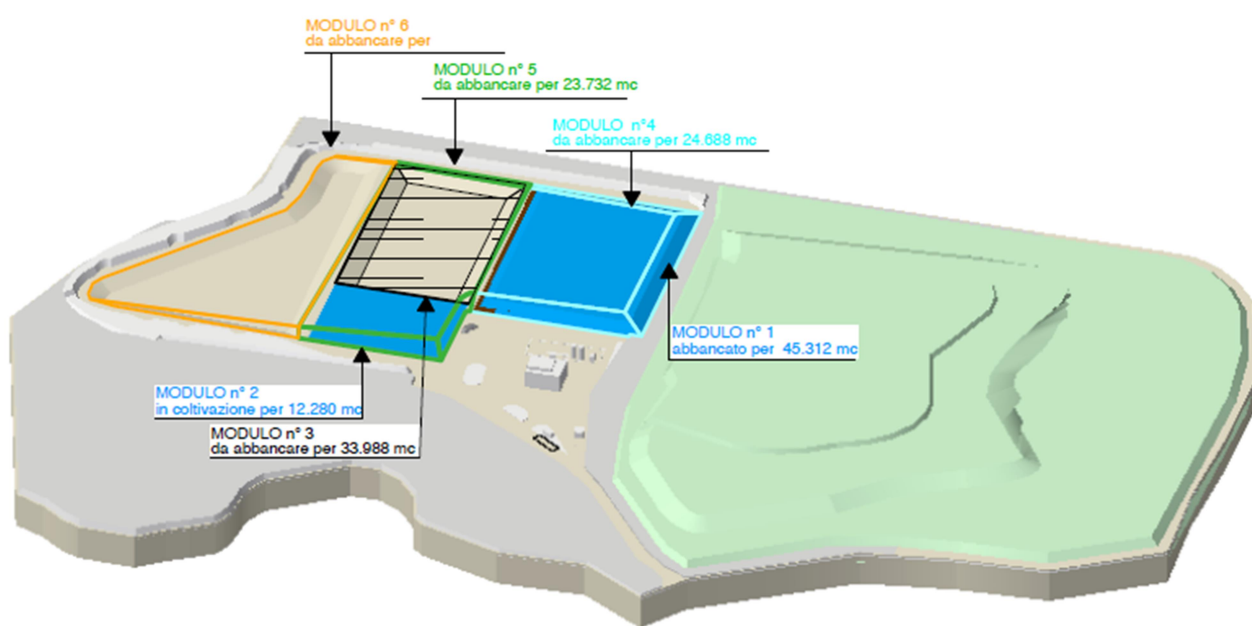 MODULO n° 6
da abbancare per
MODULO n° 5
da abbancare per 23.732 mc
MODULO n°4
da abbancare per 24.688 mc
MODULO n° 1
abbancato per 45.312 mc
MODULO n° 2
in coltivazione per 12.280 mc
MODULO n° 3
da abbancare per 33.988 mc